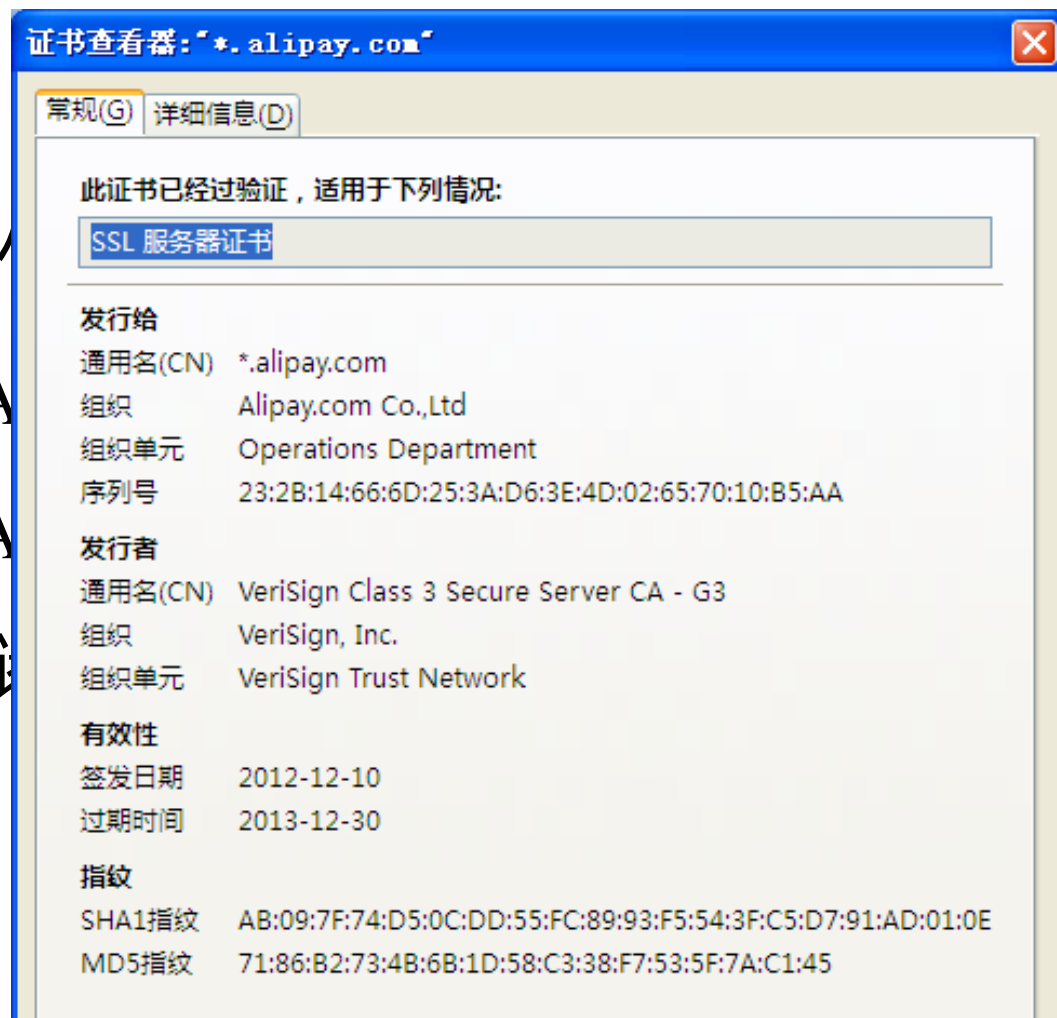 证书查看器:"*.alipay.com"
常规(G) 详细信息(D)
此证书已经过验证，适用于下列情况:
SSL 服务器证书
发行给
通用名(CN) *.alipay.com
组织 Alipay.com Co.,Ltd
组织单元 Operations Department
序列号 23:2B:14:66:6D:25:3A:D6:3E:4D:02:65:70:10:B5:AA
发行者
通用名(CN) VeriSign Class 3 Secure Server CA - G3
组织 VeriSign, Inc.
组织单元 VeriSign Trust Network
有效性
签发日期 2012-12-10
过期时间 2013-12-30
指纹
SHA1指纹 AB:09:7F:74:D5:0C:DD:55:FC:89:93:F5:54:3F:C5:D7:91:AD:01:0E
MD5指纹 71:86:B2:73:4B:6B:1D:58:C3:38:F7:53:5F:7A:C1:45